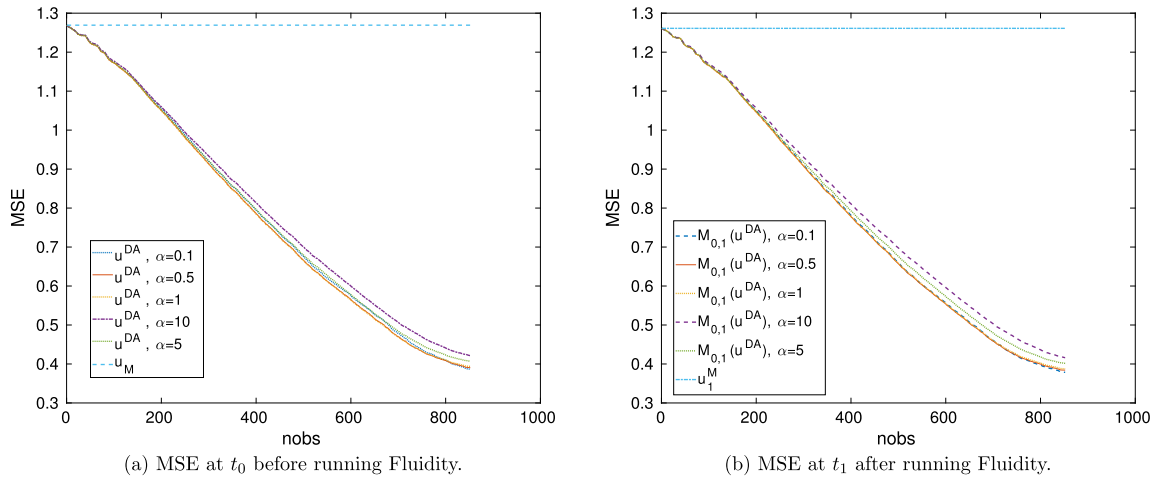 1.3
1.2
1.1
1
0.9
0.8
0.7
0.6
0.5
0.4
0.3
MSE
0 200 400 600 800 1000
nobs
u^DA , α=0.1
u^DA , α=0.5
u^DA , α=1
u^DA , α=10
u^DA , α=5
u_M
(a) MSE at t_0 before running Fluidity.
1.3
1.2
1.1
1
0.9
0.8
0.7
0.6
0.5
0.4
0.3
MSE
0 200 400 600 800 1000
nobs
M_0,1(u^DA), α=0.1
M_0,1(u^DA), α=0.5
M_0,1(u^DA), α=1
M_0,1(u^DA), α=10
M_0,1(u^DA), α=5
u_1^M
(b) MSE at t_1 after running Fluidity.